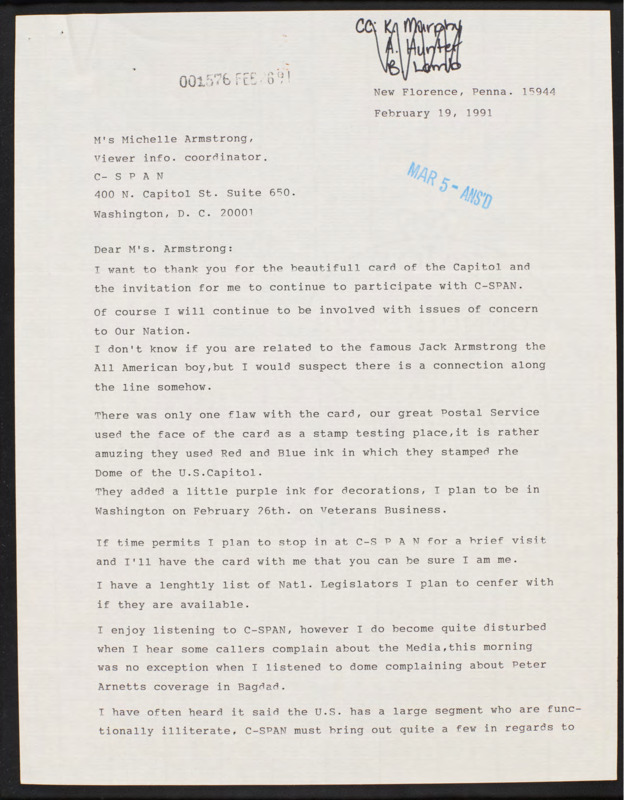 CC: K. Murphy
A. Hunter
B Lamb
001576 FEB 691
New Florence, Penna. 15944
February 19, 1991
M's Michelle Armstrong,
Viewer info. coordinator.
C- S P A N
400 N. Capitol St. Suite 650.
Washington, D. C. 20001
MAR 5 - ANS'D
Dear M's. Armstrong:
I want to thank you for the beautifull card of the Capitol and
the invitation for me to continue to participate with C-SPAN.
Of course I will continue to be involved with issues of concern
to Our Nation.
I don't know if you are related to the famous Jack Armstrong the
All American boy,but I would suspect there is a connection along
the line somehow.
There was only one flaw with the card, our great Postal Service
used the face of the card as a stamp testing place,it is rather
amuzing they used Red and Blue ink in which they stamped rhe
Dome of the U.S.Capitol.
They added a little purple ink for decorations, I plan to be in
Washington on February 26th. on Veterans Business.
If time permits I plan to stop in at C-S P A N for a brief visit
and I'll have the card with me that you can be sure I am me.
I have a lenghtly list of Natl. Legislators I plan to cenfer with
if they are available.
I enjoy listening to C-SPAN, however I do become quite disturbed
when I hear some callers complain about the Media,this morning
was no exception when I listened to dome complaining about Peter
Arnetts coverage in Bagdad.
I have often heard it said the U.S. has a large segment who are func-
tionally illiterate, C-SPAN must bring out quite a few in regards to